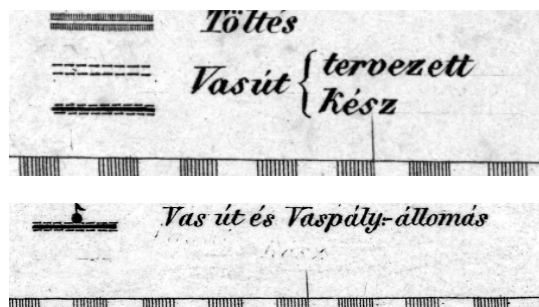 Töltés
Vasút { tervezett
kész
Vas út és Vaspály-állomás